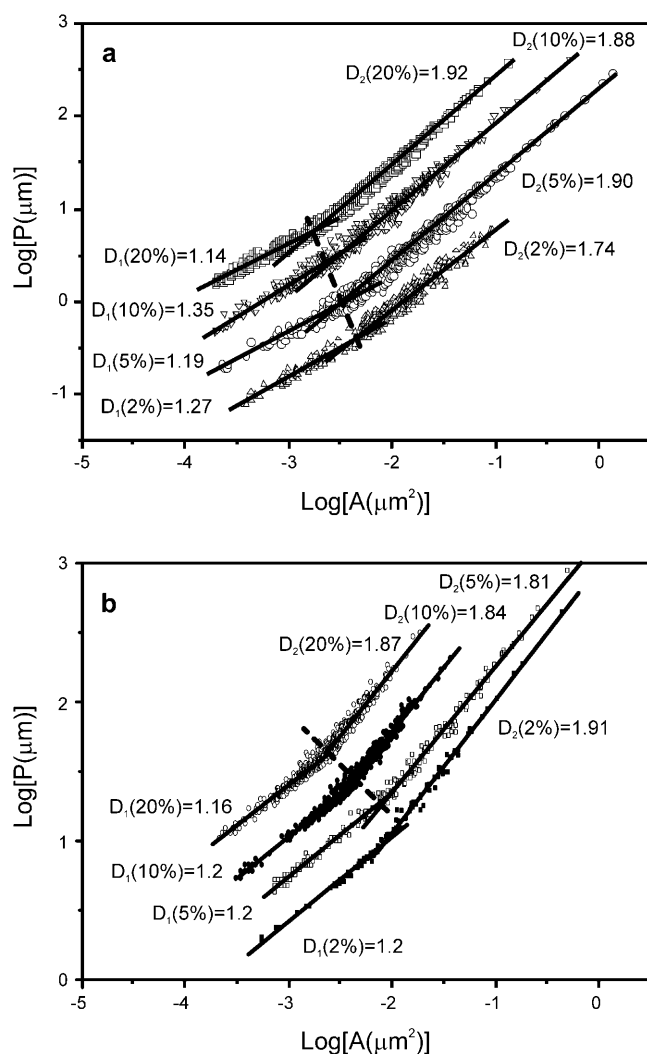 3
a
D₂(10%)=1.88
D₂(20%)=1.92
2
D₂(5%)=1.90
1
D₂(2%)=1.74
D₁(20%)=1.14
0
D₁(10%)=1.35
D₁(5%)=1.19
-1
D₁(2%)=1.27
Log[P(μm)]
-5 -4 -3 -2 -1 0
Log[A(μm²)]
3
b
D₂(5%)=1.81
D₂(10%)=1.84
D₂(20%)=1.87
2
D₂(2%)=1.91
D₁(20%)=1.16
1
D₁(10%)=1.2
D₁(5%)=1.2
D₁(2%)=1.2
0
Log[P(μm)]
-5 -4 -3 -2 -1 0
Log[A(μm²)]